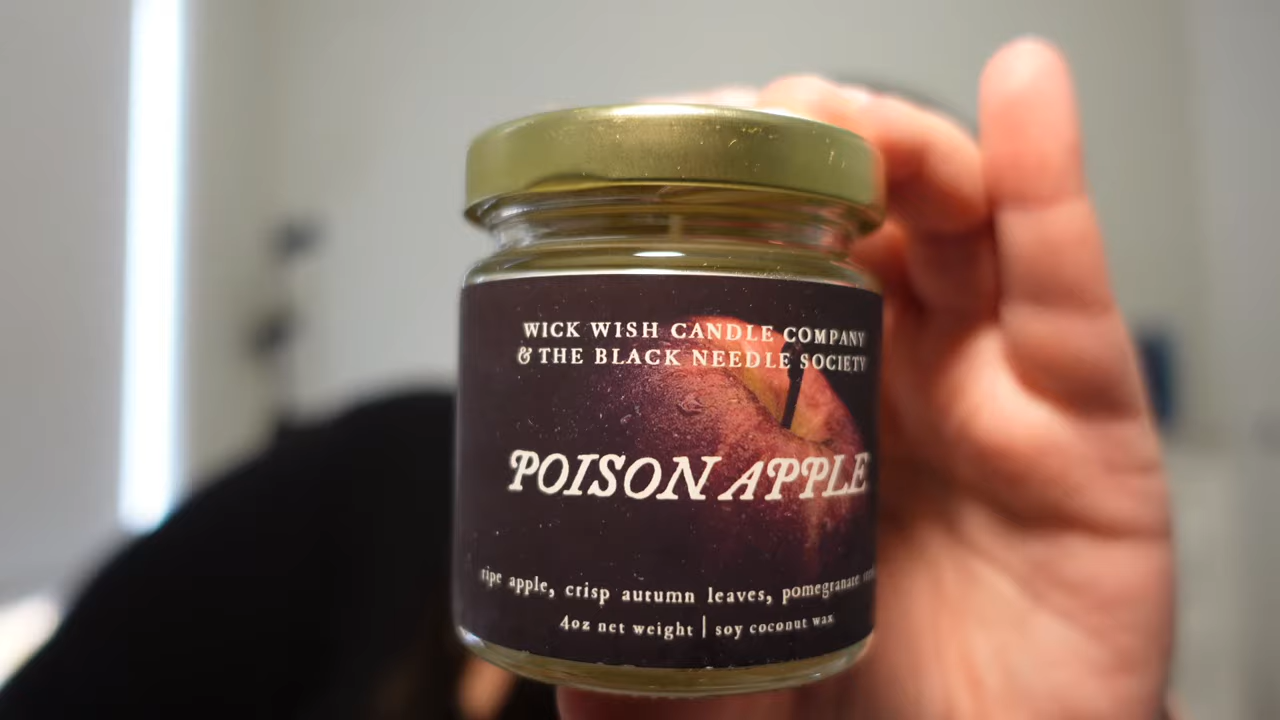 WICK WISH CANDLE COMPANY
& THE BLACK NEEDLE SOCIETY
POISON APPLE
ripe apple, crisp autumn leaves, pomegranate
4oz net weight | soy coconut wax